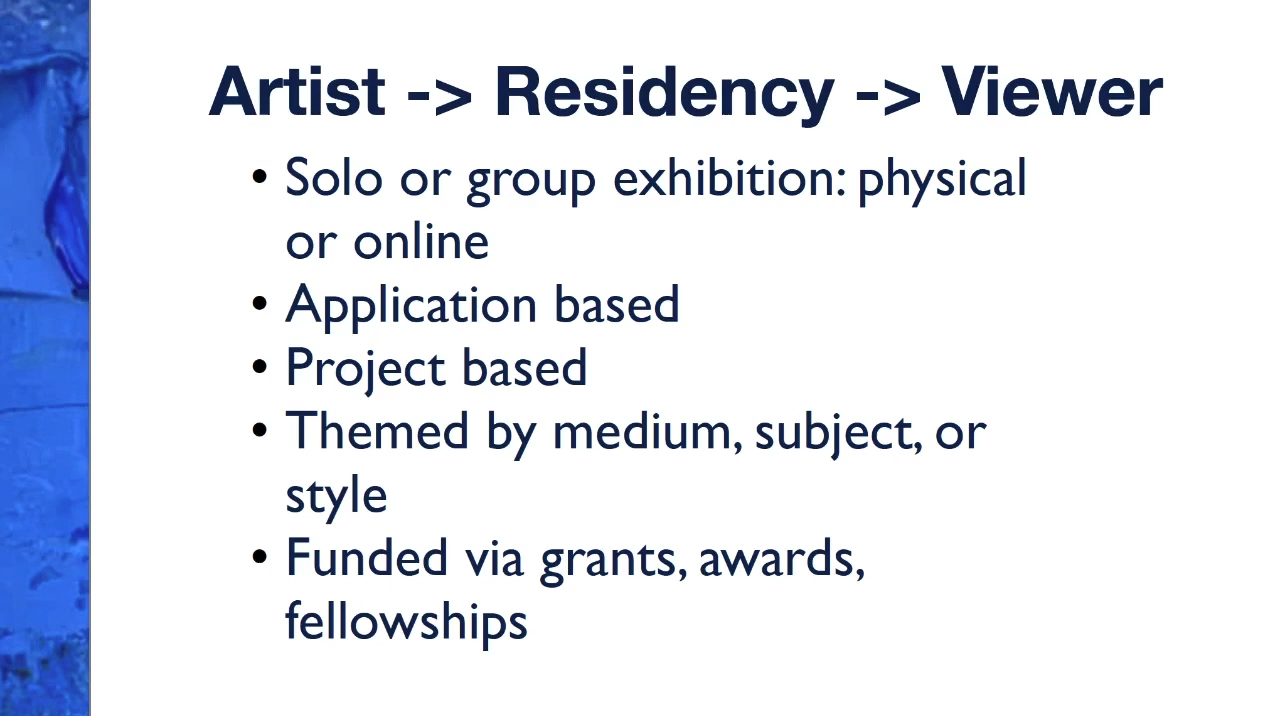 Artist -> Residency -> Viewer
• Solo or group exhibition: physical
or online
• Application based
• Project based
• Themed by medium, subject, or
style
• Funded via grants, awards,
fellowships